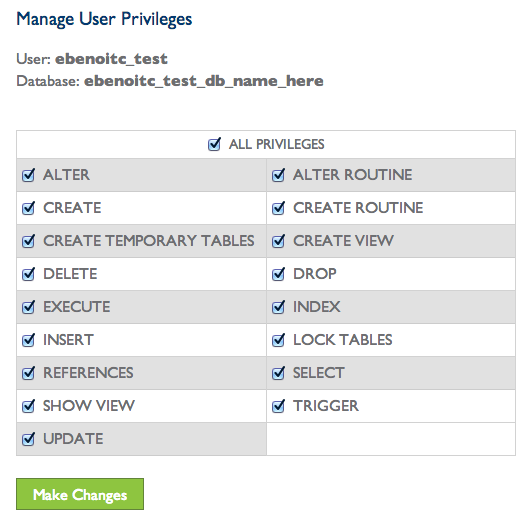 Manage User Privileges
User: ebenoitc_test
Database: ebenoitc_test_db_name_here
ALL PRIVILEGES
ALTER ALTER ROUTINE
CREATE CREATE ROUTINE
CREATE TEMPORARY TABLES CREATE VIEW
DELETE DROP
EXECUTE INDEX
INSERT LOCK TABLES
REFERENCES SELECT
SHOW VIEW TRIGGER
UPDATE
Make Changes